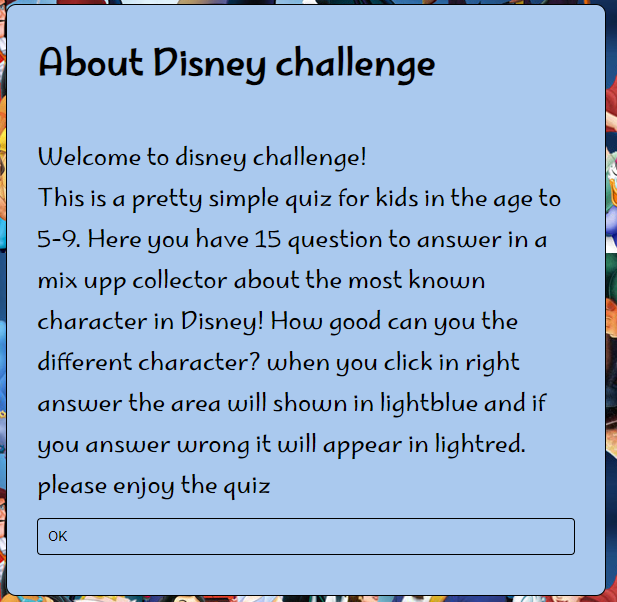 About Disney challenge
Welcome to disney challenge!
This is a pretty simple quiz for kids in the age to
5-9. Here you have 15 question to answer in a
mix upp collector about the most known
character in Disney! How good can you the
different character? when you click in right
answer the area will shown in lightblue and if
you answer wrong it will appear in lightred.
please enjoy the quiz
OK